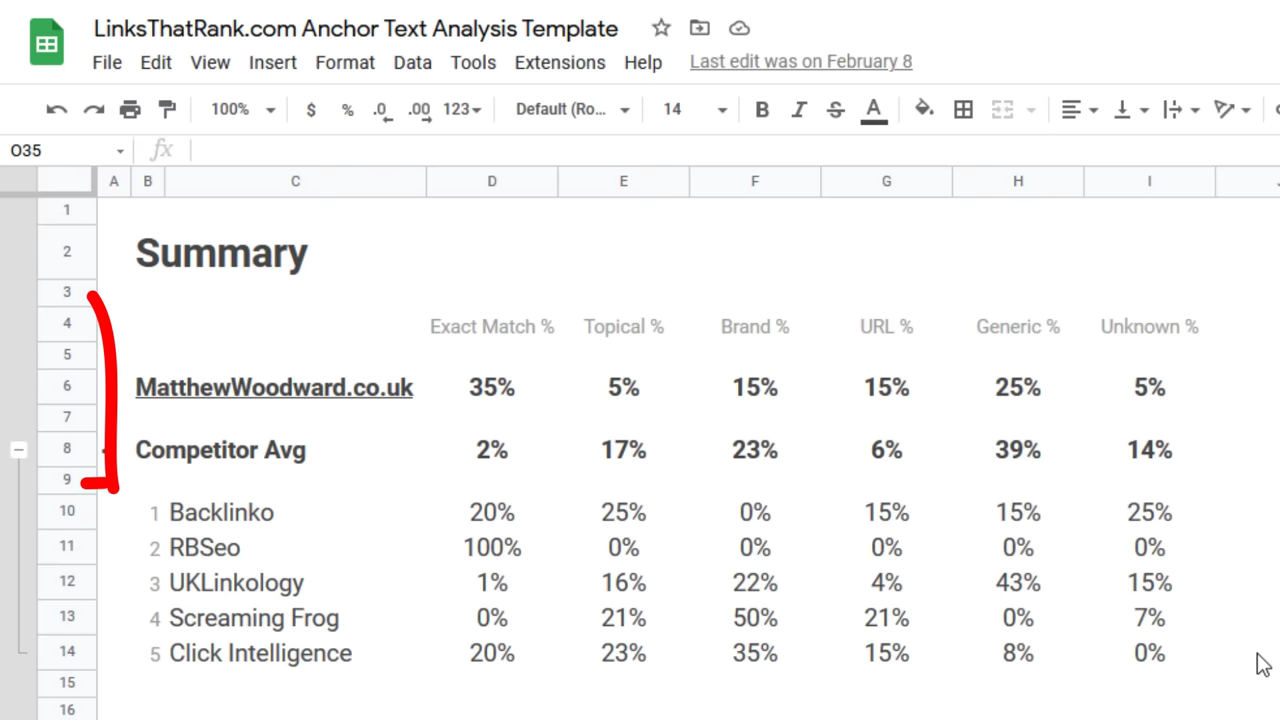 LinksThatRank.com Anchor Text Analysis Template
File Edit View Insert Format Data Tools Extensions Help Last edit was on February 8
100% $ % .0 .00 123 Default (Ro... 14 B I S A
O35 fx
A B C D E F G H I
1
2 Summary
3
4 Exact Match % Topical % Brand % URL % Generic % Unknown %
5
6 MatthewWoodward.co.uk 35% 5% 15% 15% 25% 5%
7
8 Competitor Avg 2% 17% 23% 6% 39% 14%
9
10 1 Backlinko 20% 25% 0% 15% 15% 25%
11 2 RBSeo 100% 0% 0% 0% 0% 0%
12 3 UKLinkology 1% 16% 22% 4% 43% 15%
13 4 Screaming Frog 0% 21% 50% 21% 0% 7%
14 5 Click Intelligence 20% 23% 35% 15% 8% 0%
15
16